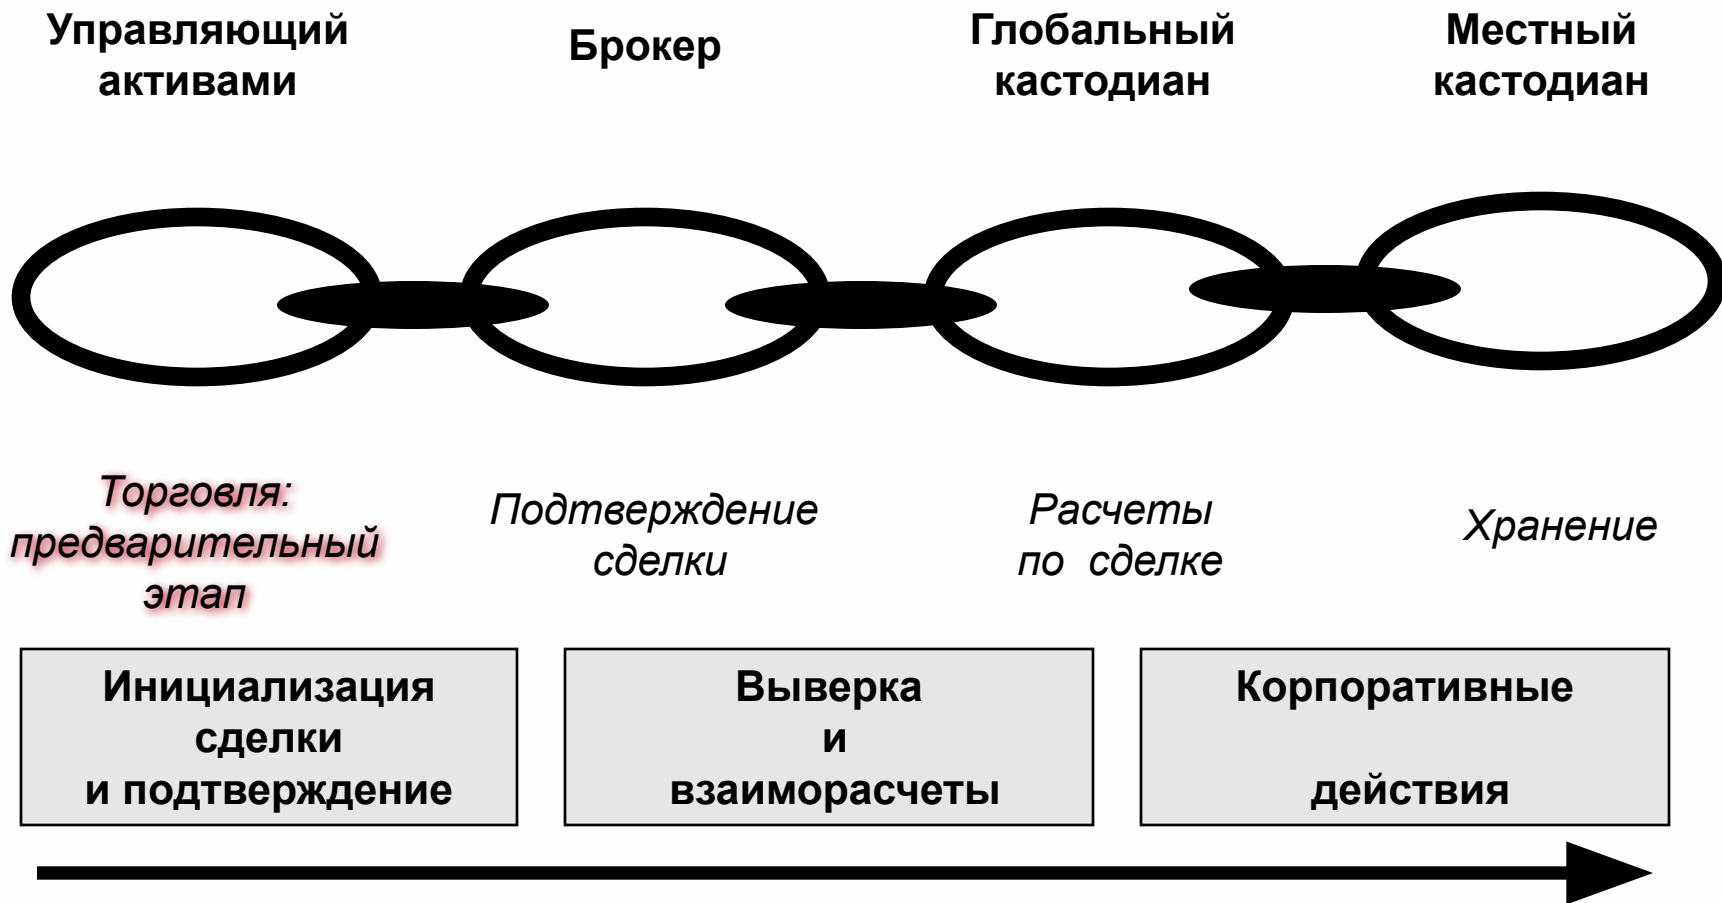 Управляющий
активами
Брокер
Глобальный
кастодиан
Местный
кастодиан
Торговля:
предварительный
этап
Подтверждение
сделки
Расчеты
по сделке
Хранение
Инициализация
сделки
и подтверждение
Выверка
и
взаиморасчеты
Корпоративные
действия